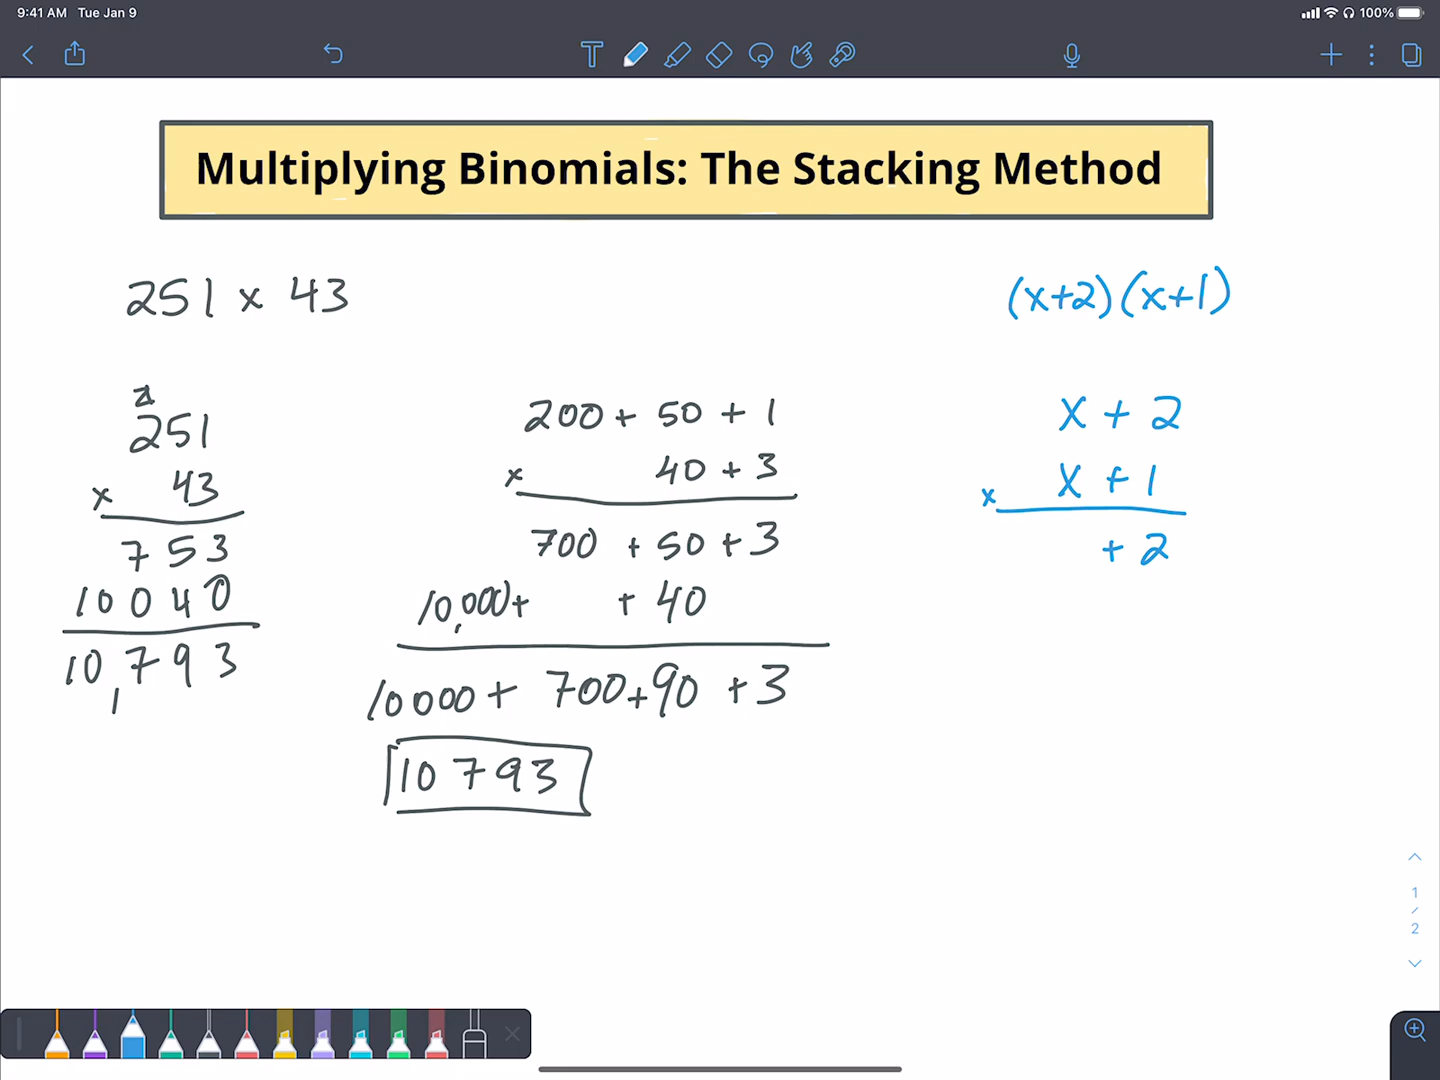 9:41 AM Tue Jan 9
100%
Multiplying Binomials: The Stacking Method
251 x 43
(x+2)(x+1)
2
251
x 43
753
10040
10,793
1
200 + 50 + 1
x 40 + 3
700 + 50 + 3
10,000+ + 40
10000 + 700 + 90 + 3
10793
x + 2
x x + 1
+ 2
1
/
2